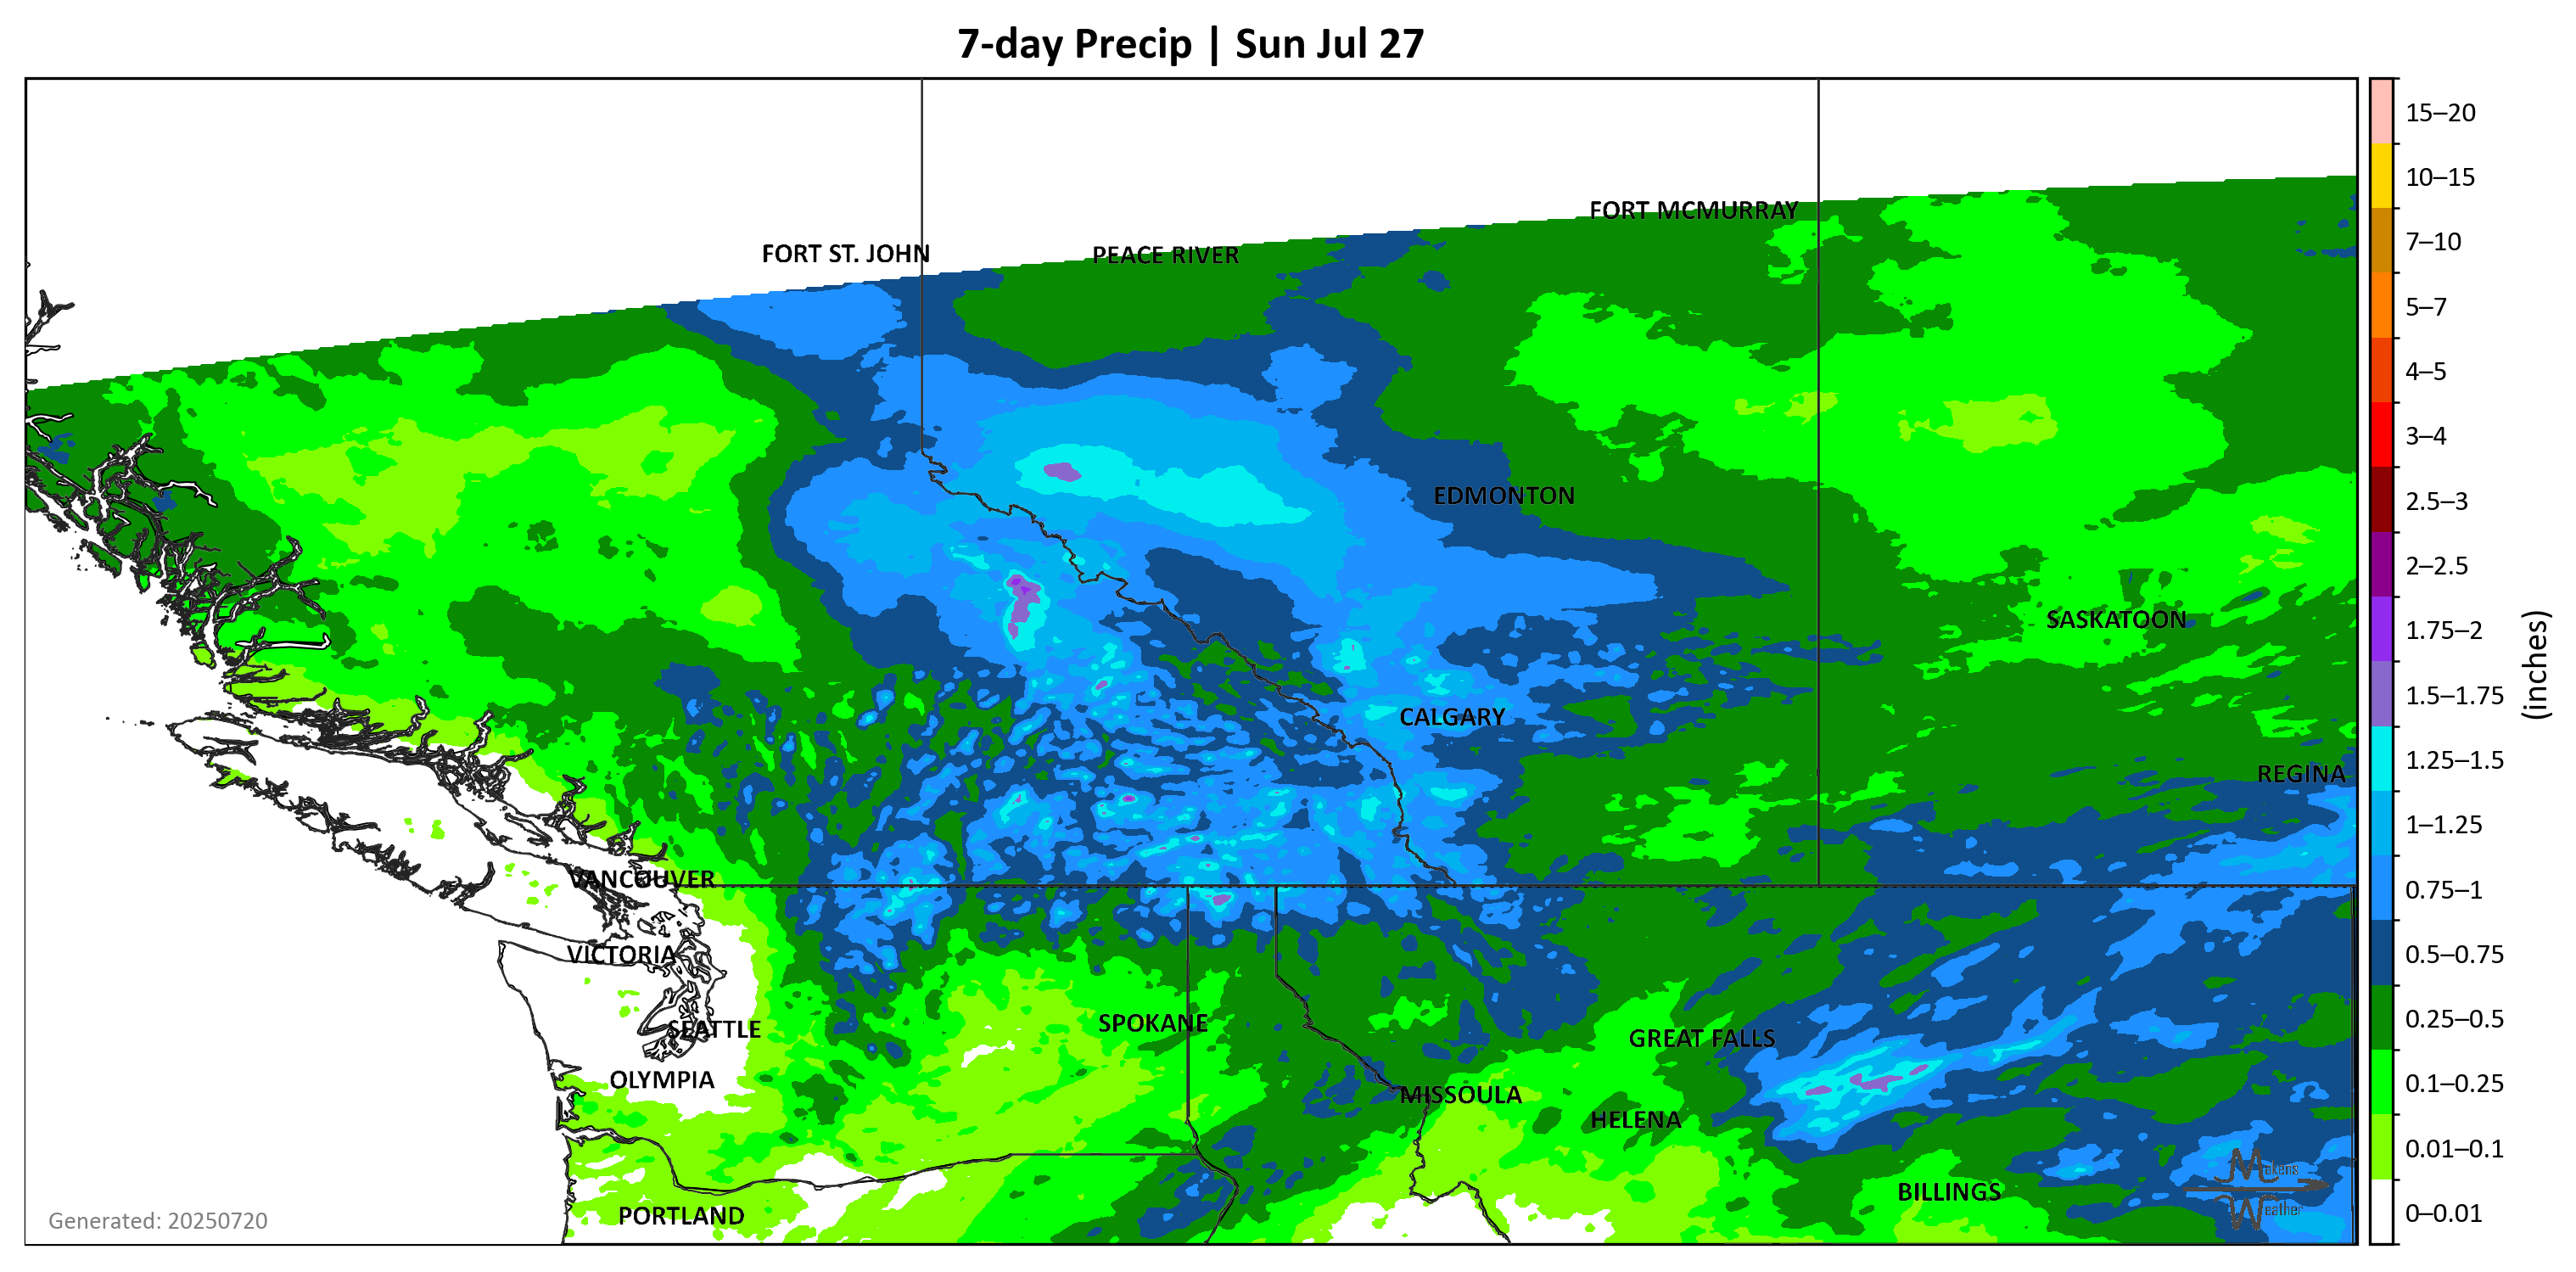 7-day Precip | Sun Jul 27
15–20
10–15
FORT MCMURRAY
7–10
FORT ST. JOHN
PEACE RIVER
5–7
4–5
3–4
EDMONTON
2.5–3
2–2.5
SASKATOON
1.75–2
(inches)
1.5–1.75
CALGARY
1.25–1.5
REGINA
1–1.25
VANCOUVER
0.75–1
VICTORIA
0.5–0.75
SPOKANE
0.25–0.5
SEATTLE
GREAT FALLS
OLYMPIA
0.1–0.25
MISSOULA
HELENA
0.01–0.1
Makens
Weather
BILLINGS
PORTLAND
0–0.01
Generated: 20250720